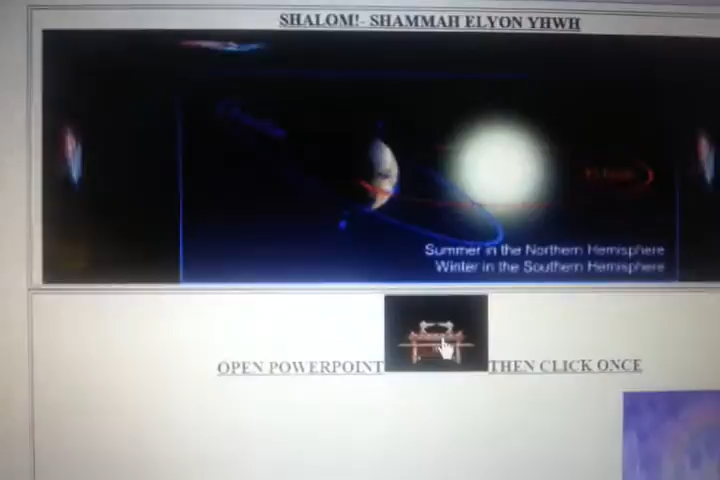 SHALOM!- SHAMMAH ELYON YHWH
Summer in the Northern Hemisphere
Winter in the Southern Hemisphere
OPEN POWERPOINT THEN CLICK ONCE